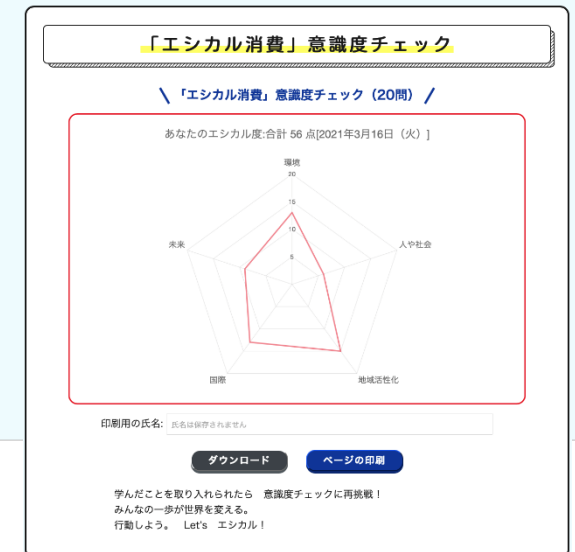 「エシカル消費」意識度チェック
「エシカル消費」意識度チェック（20問）
あなたのエシカル度:合計 56 点[2021年3月16日（火）]
環境
20
15
10
5
未来
人や社会
国際
地域活性化
印刷用の氏名: 氏名は保存されません
ダウンロード ページの印刷
学んだことを取り入れられたら　意識度チェックに再挑戦！
みんなの一歩が世界を変える。
行動しよう。　Let's　エシカル！